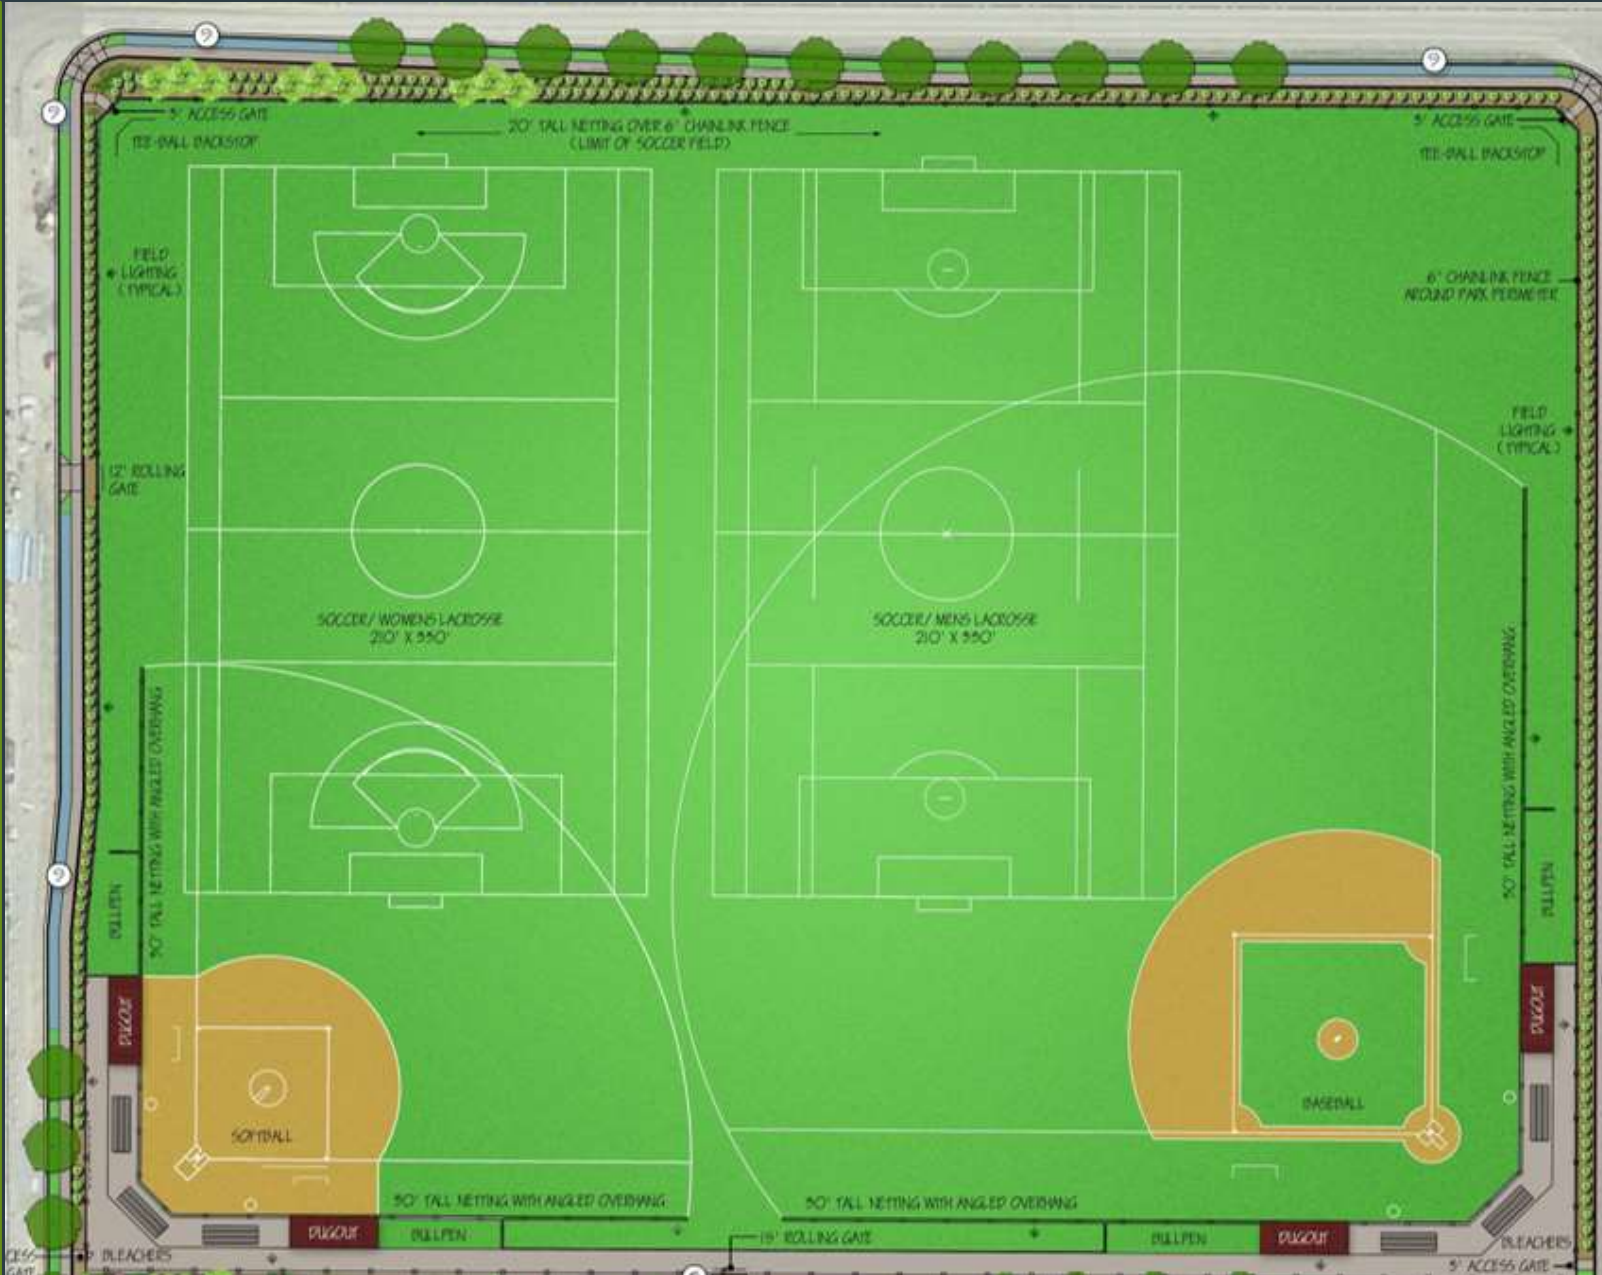 5' ACCESS GATE
TEE-BALL BACKSTOP
20' TALL NETTING OVER 6' CHAINLINK FENCE
(LIMIT OF SOCCER FIELD)
5' ACCESS GATE
TEE-BALL BACKSTOP
FIELD
LIGHTING
(TYPICAL)
6' CHAINLINK FENCE
AROUND PARK PERIMETER
FIELD
LIGHTING
(TYPICAL)
12' ROLLING
GATE
SOCCER/ WOMENS LACROSSE
210' X 330'
SOCCER/ MENS LACROSSE
210' X 330'
30' TALL NETTING WITH ANGLED OVERHANG
30' TALL NETTING WITH ANGLED OVERHANG
BULLPEN
BULLPEN
DUGOUT
DUGOUT
SOFTBALL
BASEBALL
30' TALL NETTING WITH ANGLED OVERHANG
30' TALL NETTING WITH ANGLED OVERHANG
DUGOUT
BULLPEN
ROLLING GATE
BULLPEN
DUGOUT
BLEACHERS
BLEACHERS
GATE
5' ACCESS GATE